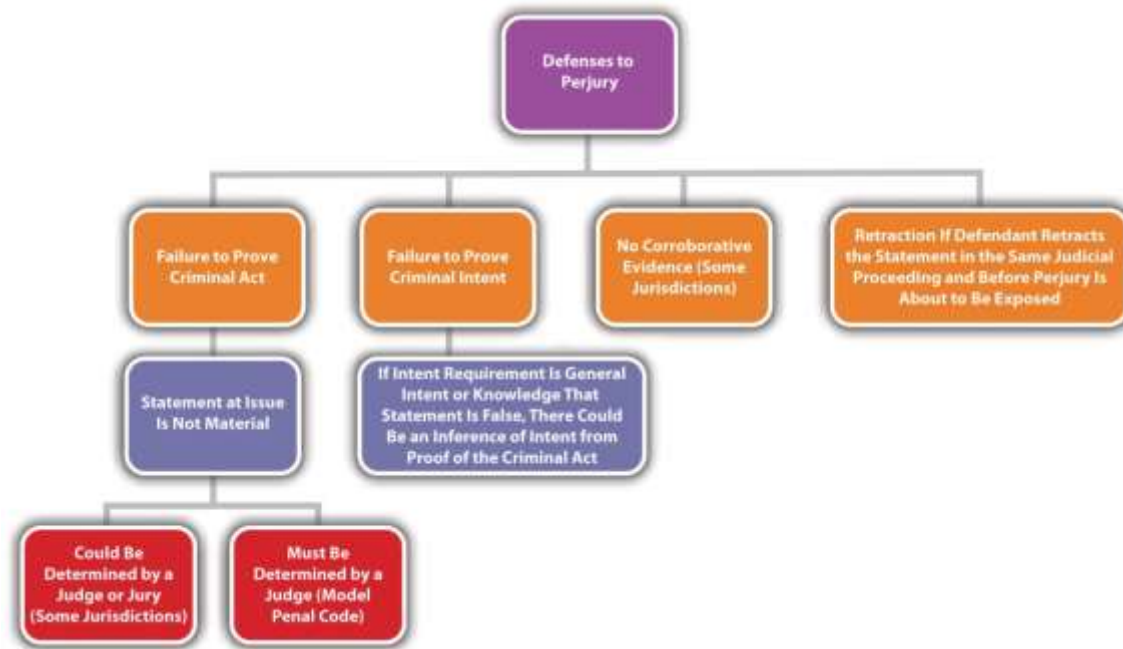 Defenses to
Perjury
Failure to Prove
Criminal Act
Failure to Prove
Criminal Intent
No Corroborative
Evidence (Some
Jurisdictions)
Retraction If Defendant Retracts
the Statement in the Same Judicial
Proceeding and Before Perjury Is
About to Be Exposed
Statement at Issue
Is Not Material
If Intent Requirement Is General
Intent or Knowledge That
Statement Is False, There Could
Be an Inference of Intent from
Proof of the Criminal Act
Could Be
Determined by a
Judge or Jury
(Some Jurisdictions)
Must Be
Determined by a
Judge (Model
Penal Code)